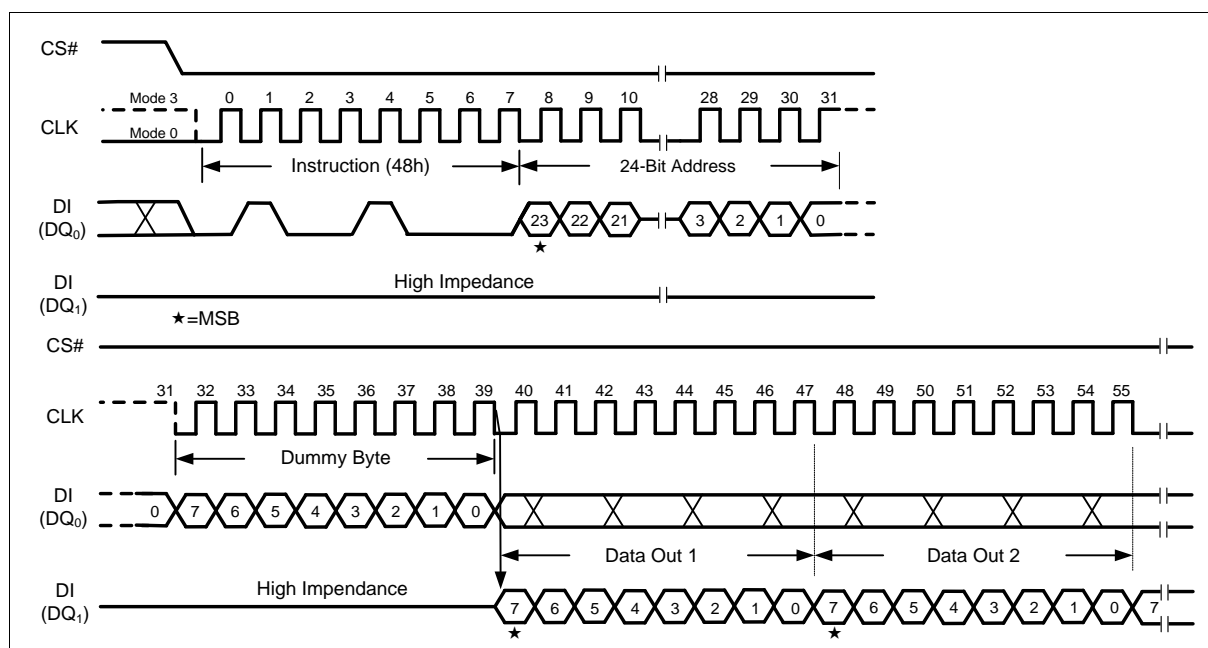 CS#
Mode 3
0 1 2 3 4 5 6 7 8 9 10 28 29 30 31
CLK
Mode 0
Instruction (48h)
24-Bit Address
DI
(DQ0)
23 22 21 3 2 1 0
★
High Impedance
DI
(DQ1)
★=MSB
CS#
31 32 33 34 35 36 37 38 39 40 41 42 43 44 45 46 47 48 49 50 51 52 53 54 55
CLK
Dummy Byte
DI
(DQ0)
0 7 6 5 4 3 2 1 0
Data Out 1
Data Out 2
High Impendance
DI
(DQ1)
7 6 5 4 3 2 1 0 7 6 5 4 3 2 1 0 7
★ ★